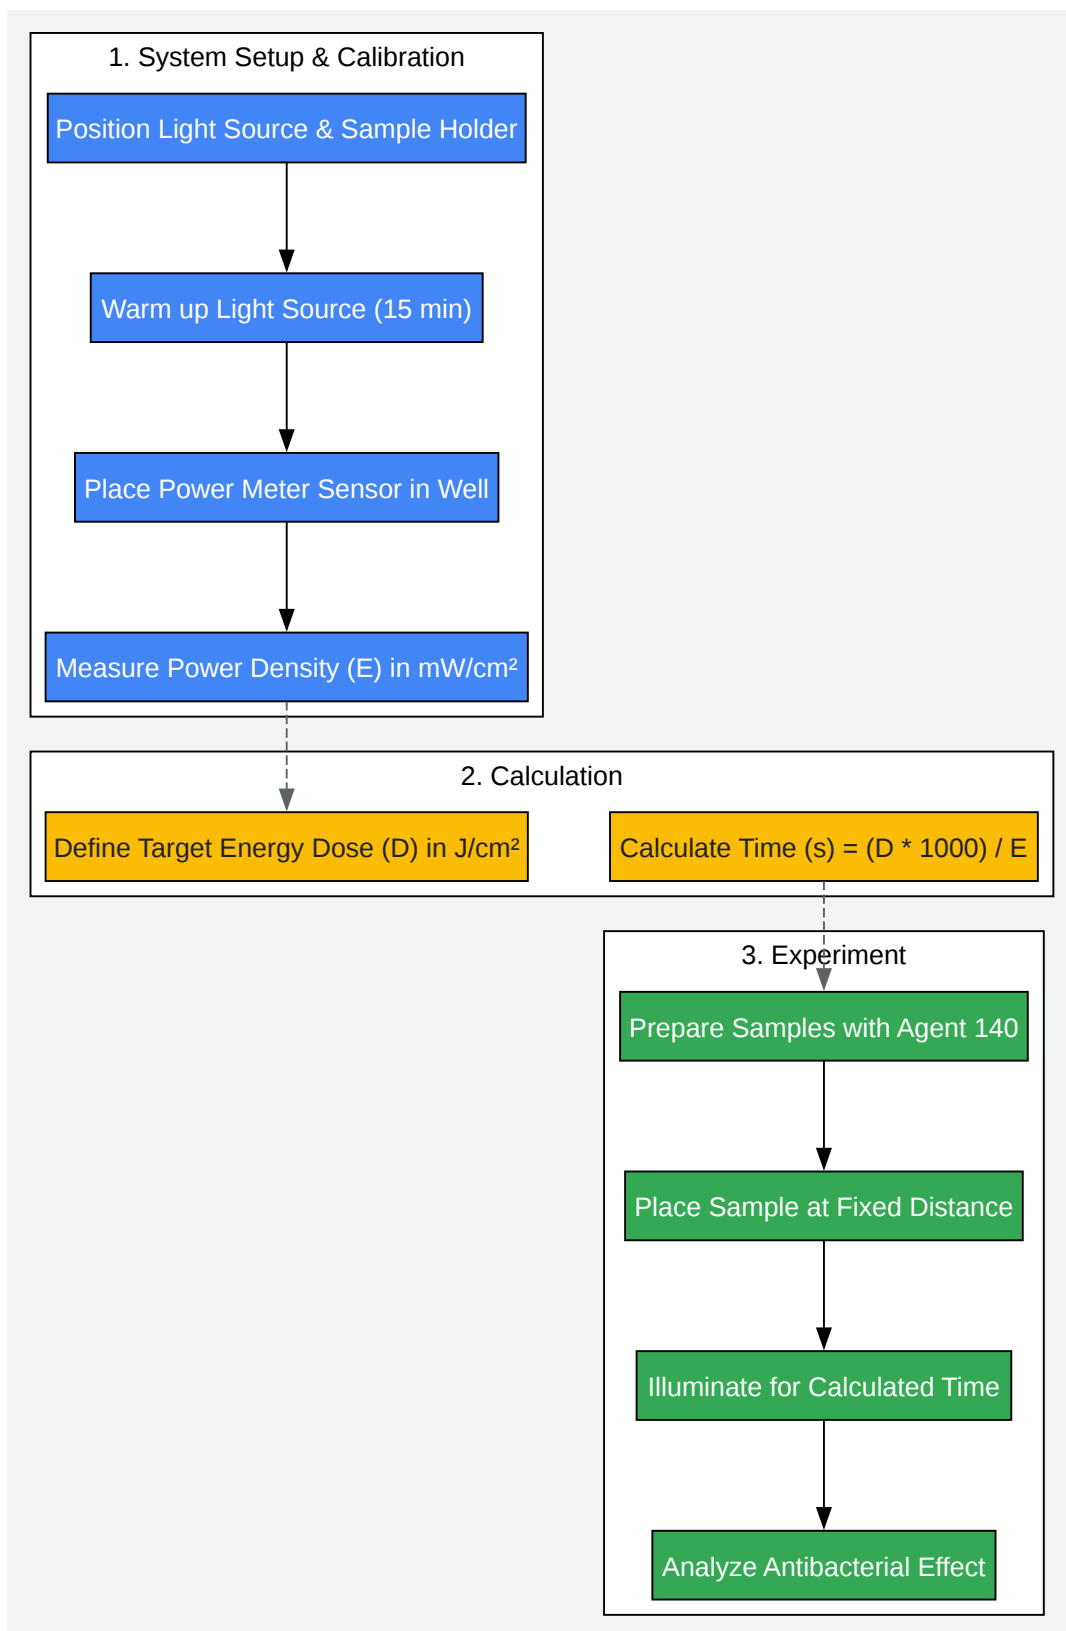 1. System Setup & Calibration
Position Light Source & Sample Holder
Warm up Light Source (15 min)
Place Power Meter Sensor in Well
Measure Power Density (E) in mW/cm²
2. Calculation
Define Target Energy Dose (D) in J/cm²
Calculate Time (s) = (D * 1000) / E
3. Experiment
Prepare Samples with Agent 140
Place Sample at Fixed Distance
Illuminate for Calculated Time
Analyze Antibacterial Effect